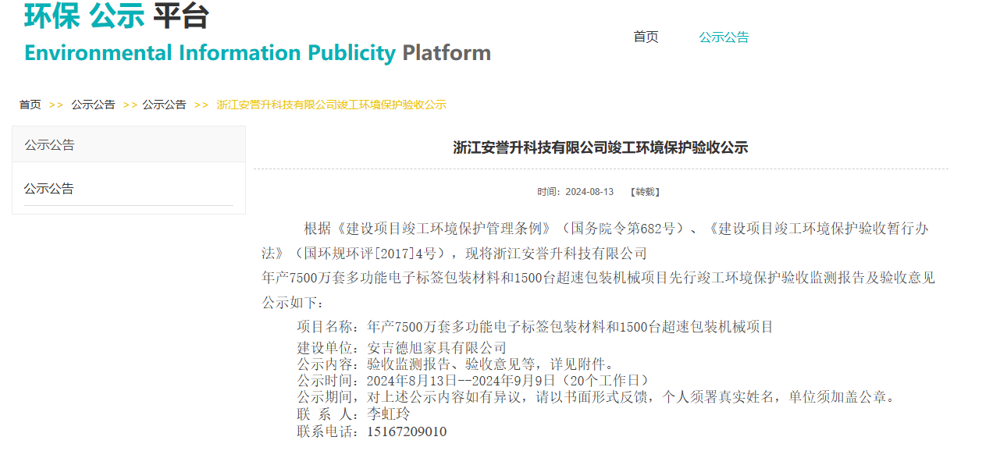 环保 公示 平台
Environmental Information Publicity Platform
首页 公示公告
首页 >> 公示公告 >> 公示公告 >> 浙江安誉升科技有限公司竣工环境保护验收公示
公示公告
公示公告
浙江安誉升科技有限公司竣工环境保护验收公示
时间：2024-08-13 【转载】
根据《建设项目竣工环境保护管理条例》（国务院令第682号）、《建设项目竣工环境保护验收暂行办
法》（国环规环评[2017]4号），现将浙江安誉升科技有限公司
年产7500万套多功能电子标签包装材料和1500台超速包装机械项目先行竣工环境保护验收监测报告及验收意见
公示如下：
项目名称：年产7500万套多功能电子标签包装材料和1500台超速包装机械项目
建设单位：安吉德旭家具有限公司
公示内容：验收监测报告、验收意见等，详见附件。
公示时间：2024年8月13日--2024年9月9日（20个工作日）
公示期间，对上述公示内容如有异议，请以书面形式反馈，个人须署真实姓名，单位须加盖公章。
联 系 人：李虹玲
联系电话：15167209010